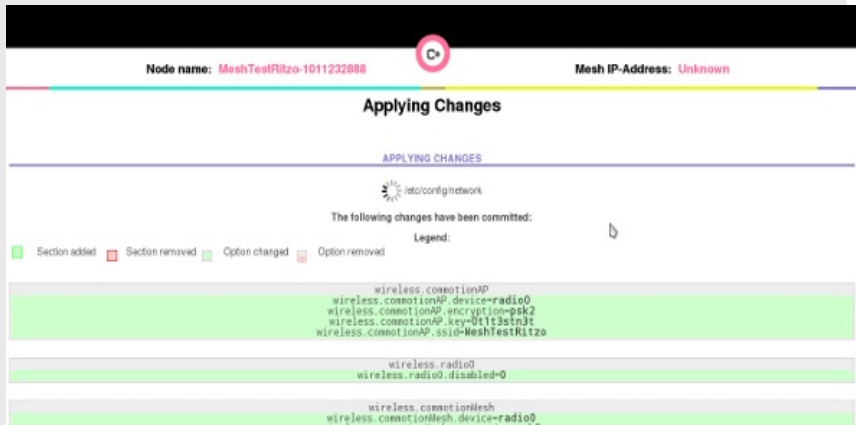 Node name: MeshTestRitzo-1011232888
Mesh IP-Address: Unknown
Applying Changes
APPLYING CHANGES
/etc/config/network
The following changes have been committed:
Legend:
Section added Section removed Option changed Option removed
wireless.commotionAP
wireless.commotionAP.device=radio0
wireless.commotionAP.encryption=psk2
wireless.commotionAP.key=0t1t3stn3t
wireless.commotionAP.ssid=MeshTestRitzo
wireless.radio0
wireless.radio0.disabled=0
wireless.commotionMesh
wireless.commotionMesh.device=radio0